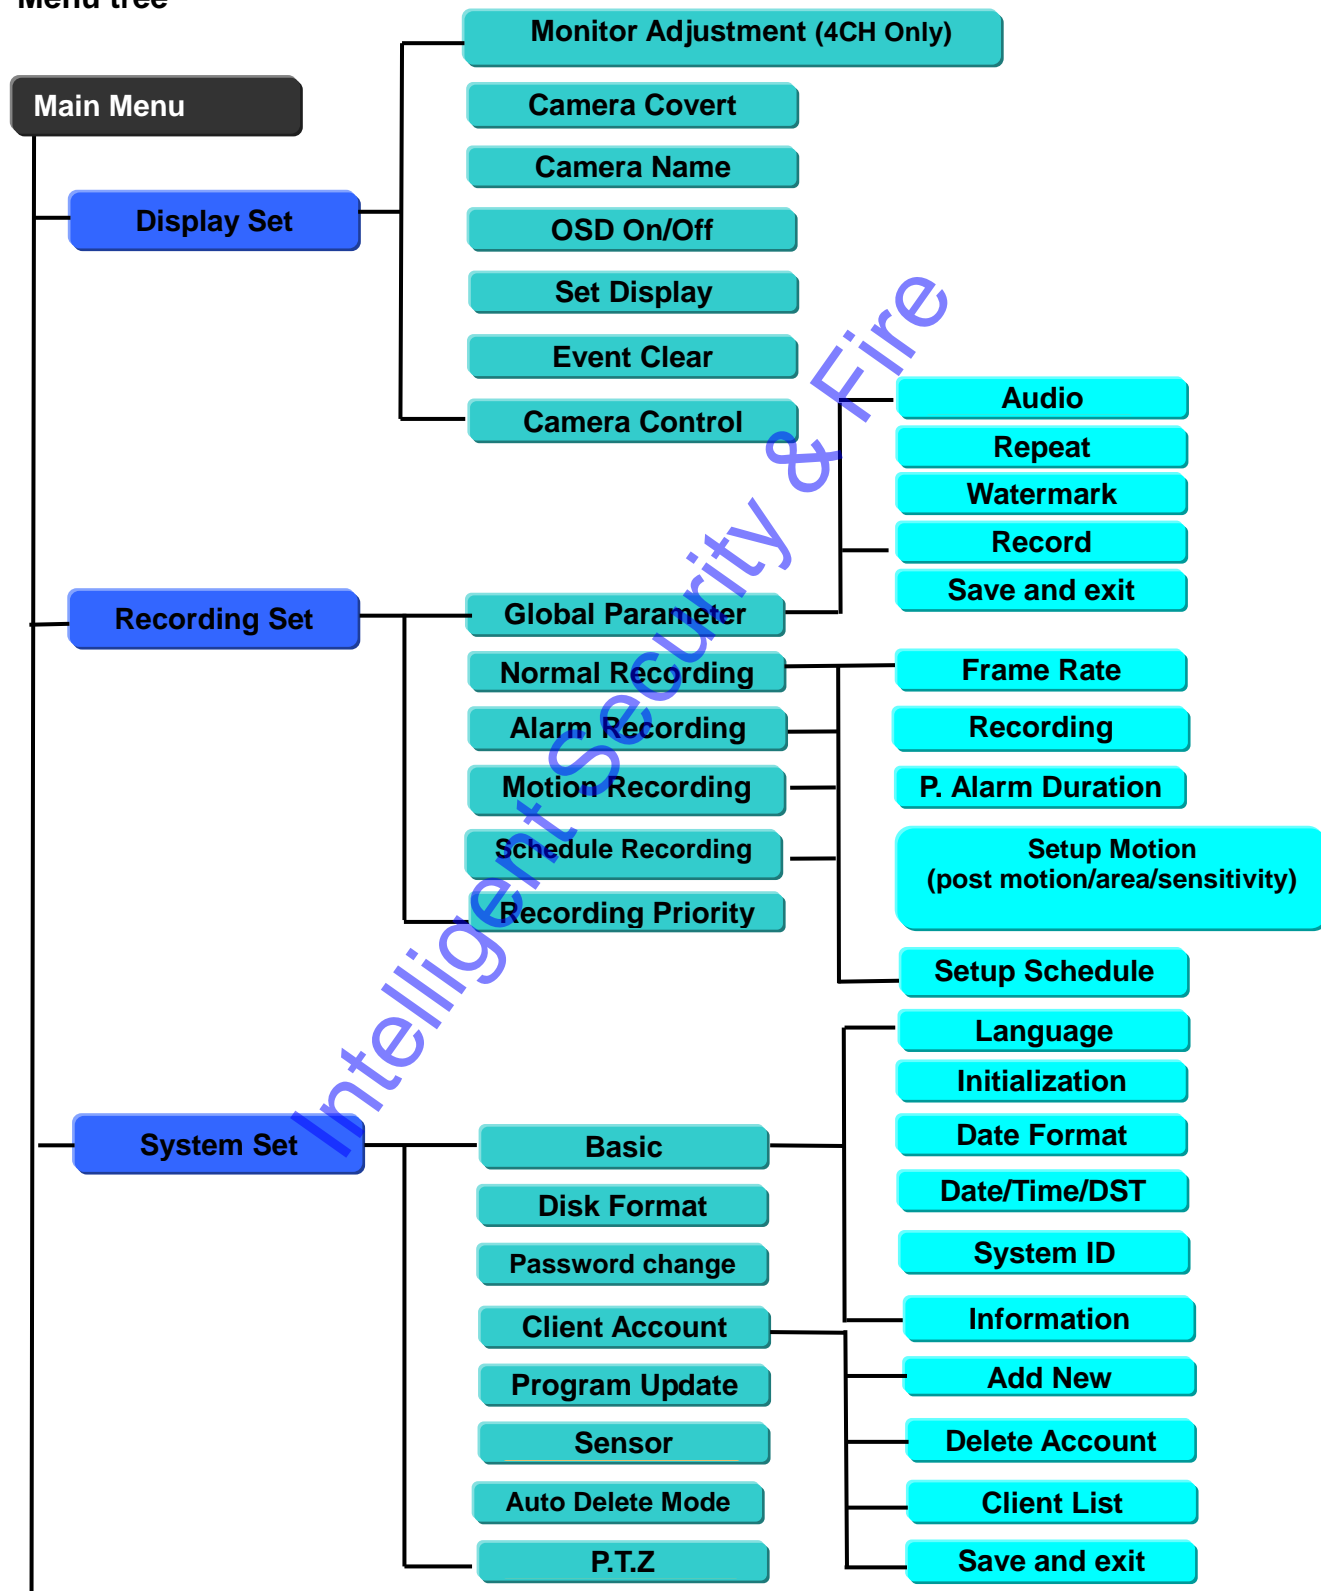 Menu tree
Main Menu
Display Set
Monitor Adjustment (4CH Only)
Camera Covert
Camera Name
OSD On/Off
Set Display
Event Clear
Camera Control
Recording Set
Global Parameter
Audio
Repeat
Watermark
Record
Save and exit
Normal Recording
Alarm Recording
Motion Recording
Schedule Recording
Recording Priority
Frame Rate
Recording
P. Alarm Duration
Setup Motion
(post motion/area/sensitivity)
Setup Schedule
System Set
Basic
Disk Format
Password change
Client Account
Program Update
Sensor
Auto Delete Mode
P.T.Z
Language
Initialization
Date Format
Date/Time/DST
System ID
Information
Add New
Delete Account
Client List
Save and exit
Intelligent Security & Fire